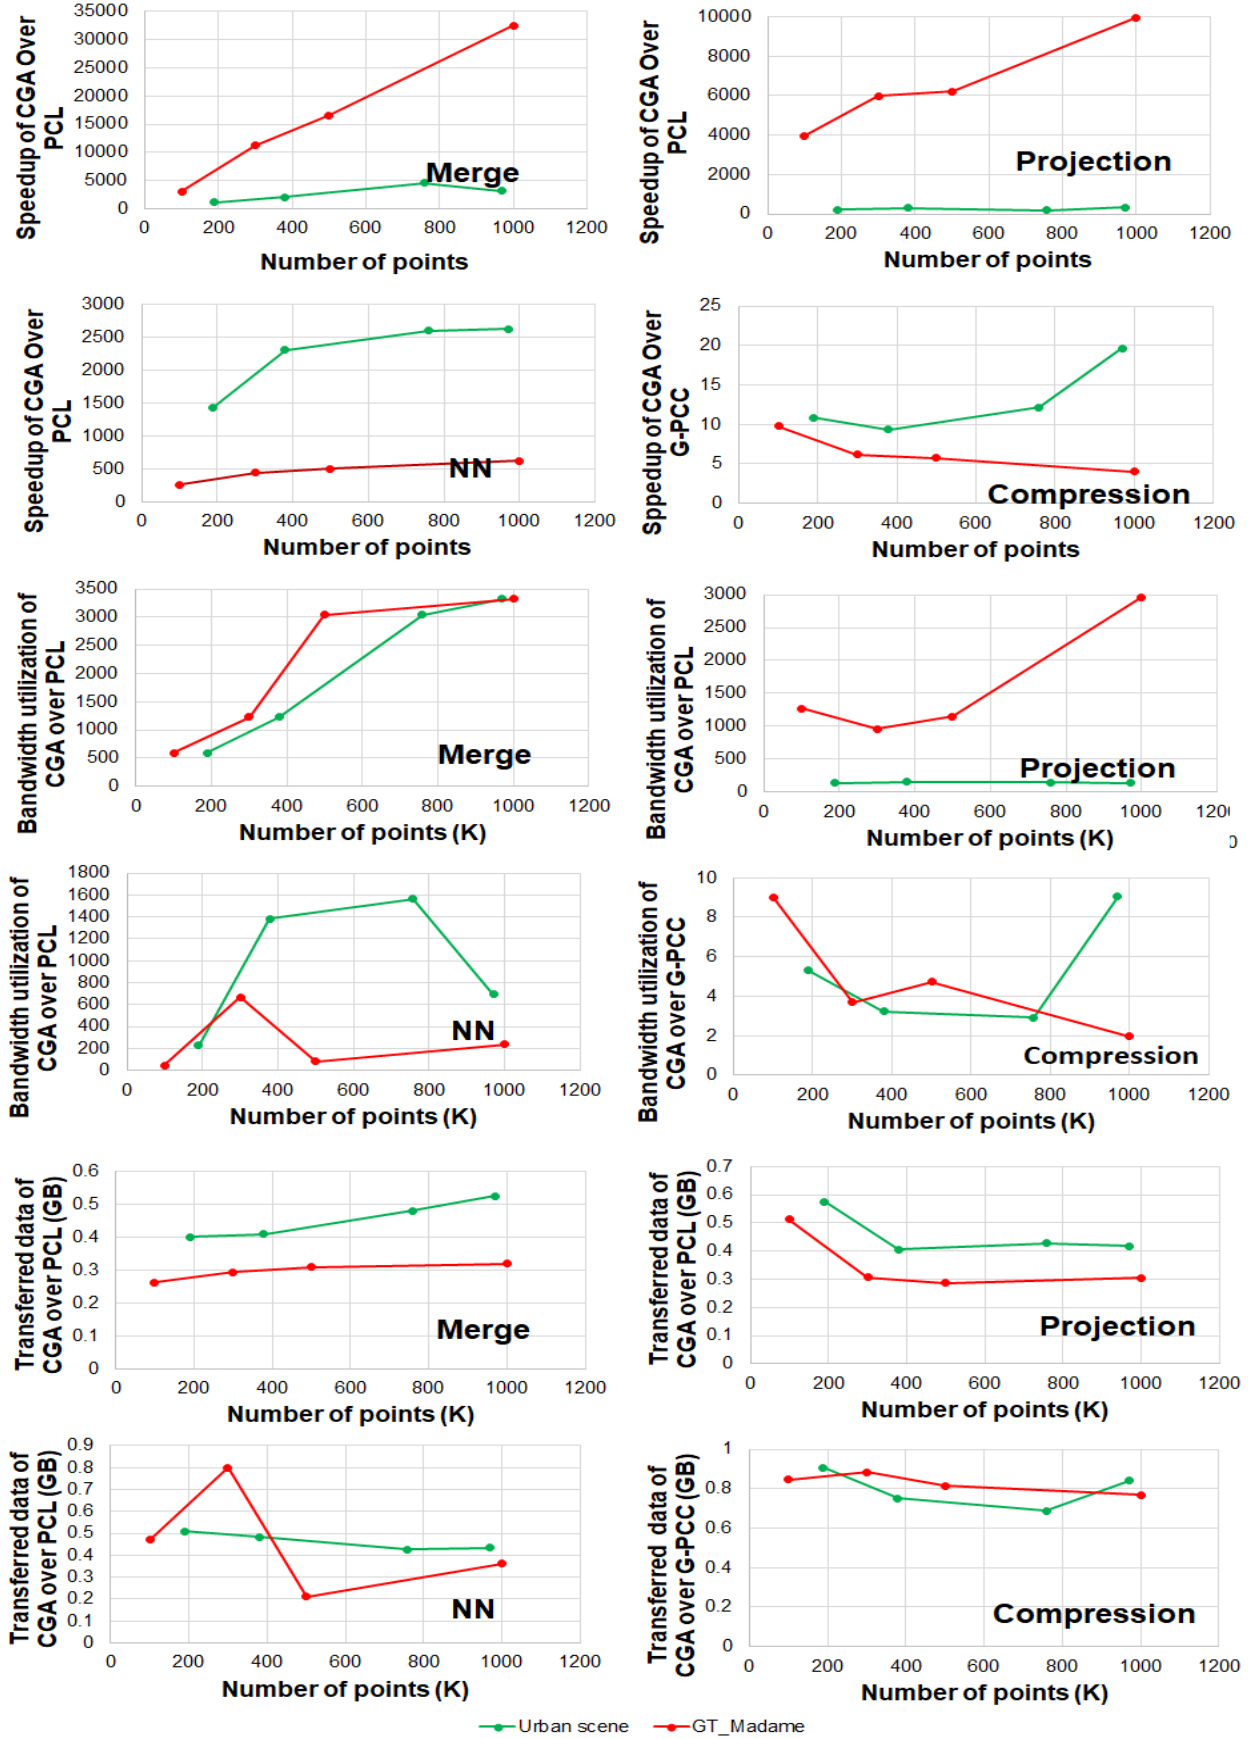 Speedup of CGA Over
PCL
35000
30000
25000
20000
15000
10000
5000
0
Merge
0 200 400 600 800 1000 1200
Number of points
Speedup of CGA Over
PCL
10000
8000
6000
4000
2000
0
Projection
0 200 400 600 800 1000 1200
Number of points
Speedup of CGA Over
PCL
3000
2500
2000
1500
1000
500
0
NN
0 200 400 600 800 1000 1200
Number of points
Sppedup of CGA Over
G-PCC
25
20
15
10
5
0
Compression
0 200 400 600 800 1000 1200
Number of points
Bandwidth utilization of
CGA over PCL
3500
3000
2500
2000
1500
1000
500
0
Merge
0 200 400 600 800 1000 1200
Number of points (K)
Bandwidth utilization of
CGA over PCL
3000
2500
2000
1500
1000
500
0
Projection
0 200 400 600 800 1000 120
Number of points (K)
0
Bandwidth utilization of
CGA over PCL
1800
1600
1400
1200
1000
800
600
400
200
0
NN
0 200 400 600 800 1000 1200
Number of points (K)
Bandwidth utilization of
CGA over G-PCC
10
8
6
4
2
0
Compression
0 200 400 600 800 1000 1200
Number of points (K)
Transferred data of
CGA over PCL (GB)
0.6
0.5
0.4
0.3
0.2
0.1
0
Merge
0 200 400 600 800 1000 1200
Number of points (K)
Transferred data of
CGA over PCL (GB)
0.7
0.6
0.5
0.4
0.3
0.2
0.1
0
Projection
0 200 400 600 800 1000 1200
Number of points (K)
Transferred data of
CGA over PCL (GB)
0.9
0.8
0.7
0.6
0.5
0.4
0.3
0.2
0.1
0
NN
0 200 400 600 800 1000 1200
Number of points (K)
Transferred data of
CGA over G-PCC (GB)
1
0.8
0.6
0.4
0.2
0
Compression
0 200 400 600 800 1000 1200
Number of points (K)
Urban scene GT_Madame